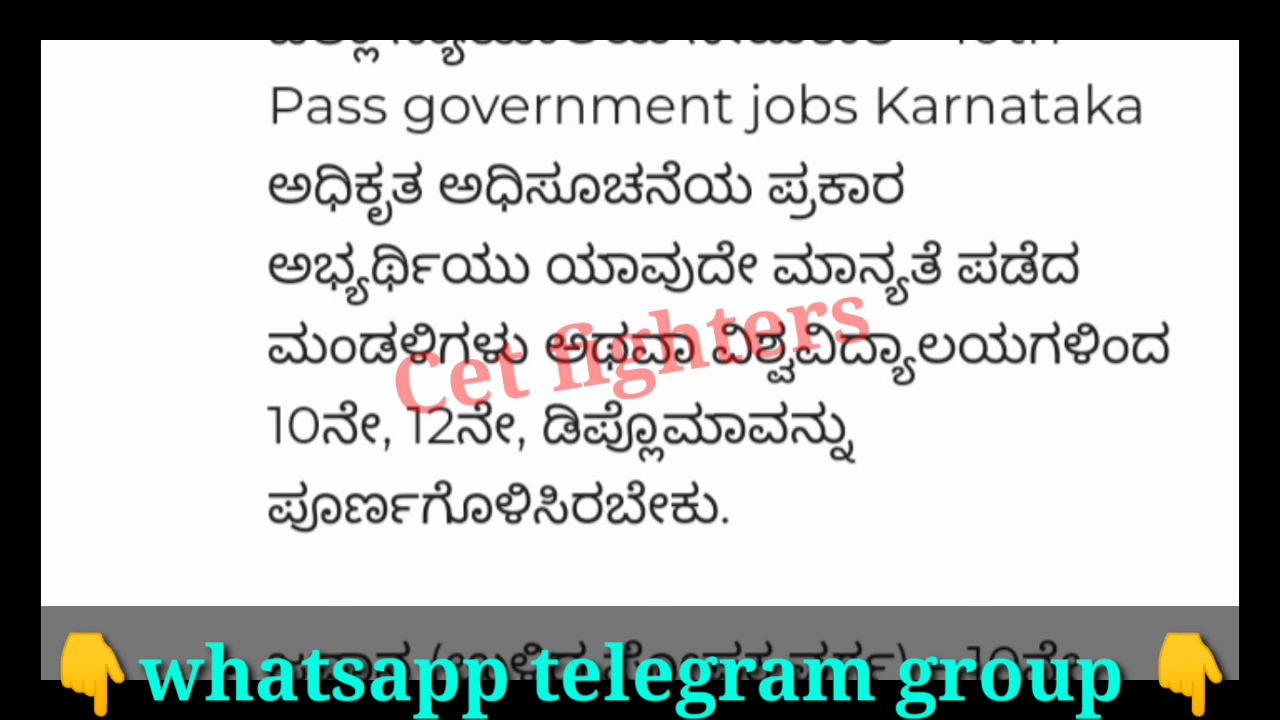 Pass government jobs Karnataka
ಅಧಿಕೃತ ಅಧಿಸೂಚನೆಯ ಪ್ರಕಾರ
ಅಭ್ಯರ್ಥಿಯು ಯಾವುದೇ ಮಾನ್ಯತೆ ಪಡೆದ
ಮಂಡಳಿಗಳು ಅಥವಾ ವಿಶ್ವವಿದ್ಯಾಲಯಗಳಿಂದ
Cet fighters
10ನೇ, 12ನೇ, ಡಿಪ್ಲೊಮಾವನ್ನು
ಪೂರ್ಣಗೊಳಿಸಿರಬೇಕು.
👇whatsapp telegram group 👇